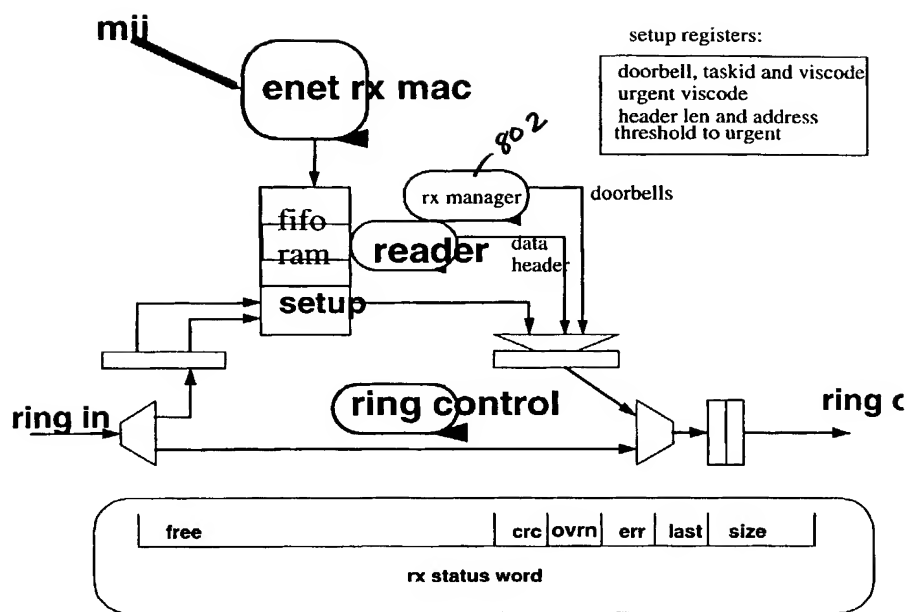 mii
setup registers:
doorbell, taskid and viscode
urgent viscode
header len and address
threshold to urgent
enet rx mac
802
rx manager
doorbells
fifo
ram
reader
data
header
setup
ring in
ring control
ring c
free
crc
ovrn
err
last
size
rx status word